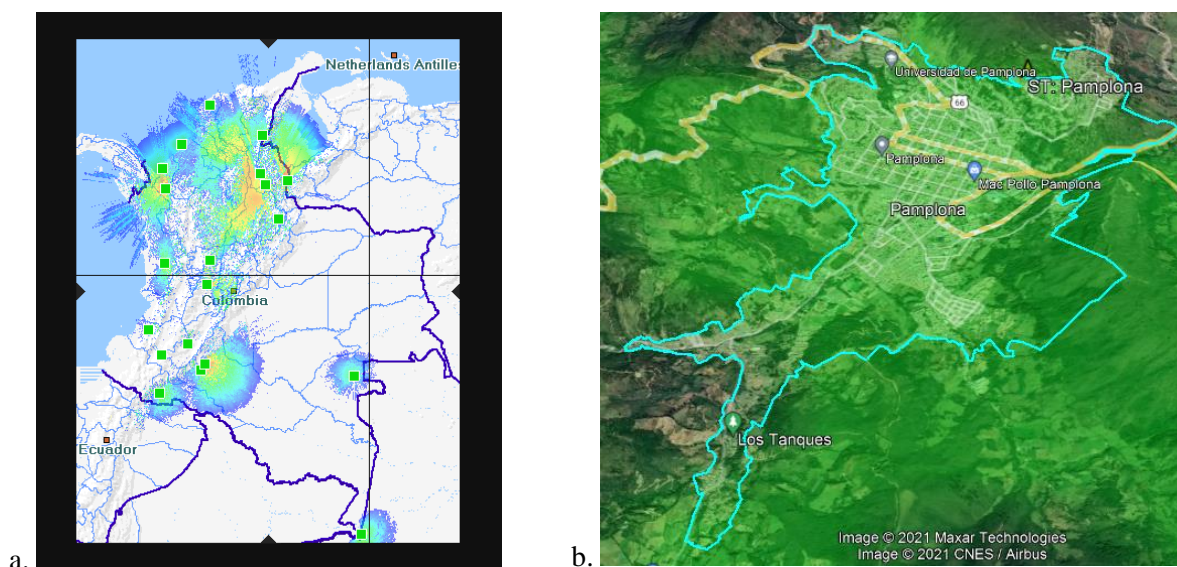 Netherlands Antilles
Colombia
Ecuador
a.
Universidad de Pamplona
ST: Pamplona
66
Pamplona
Mac Pollo Pamplona
Pamplona
Los Tanques
Image © 2021 Maxar Technologies
Image © 2021 CNES / Airbus
b.